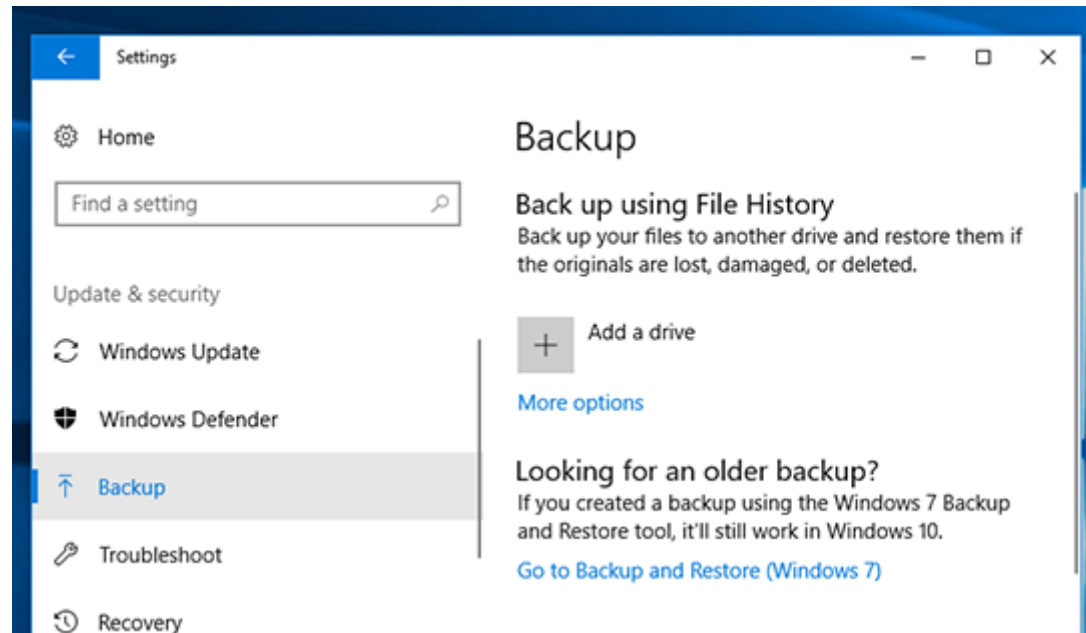 Settings
Home
Find a setting
Update & security
Windows Update
Windows Defender
Backup
Troubleshoot
Recovery
Backup
Back up using File History
Back up your files to another drive and restore them if
the originals are lost, damaged, or deleted.
Add a drive
More options
Looking for an older backup?
If you created a backup using the Windows 7 Backup
and Restore tool, it'll still work in Windows 10.
Go to Backup and Restore (Windows 7)